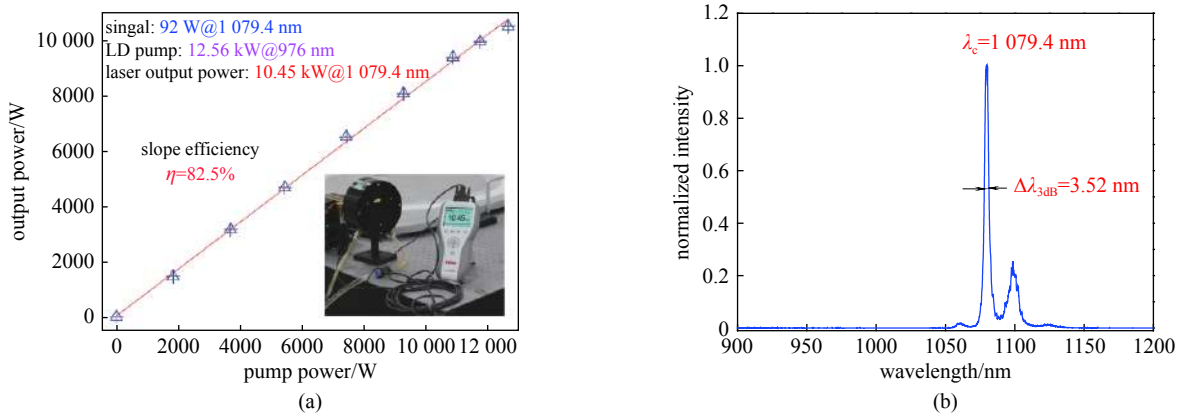 singal: 92 W@1 079.4 nm
LD pump: 12.56 kW@976 nm
laser output power: 10.45 kW@1 079.4 nm
slope efficiency
η=82.5%
10 000
8000
6000
4000
2000
0
output power/W
0 2000 4000 6000 8000 10 000 12 000
pump power/W
(a)
10.45
1.2
1.0
0.8
0.6
0.4
0.2
0
normalized intensity
λc=1 079.4 nm
Δλ3dB=3.52 nm
900 950 1000 1050 1100 1150 1200
wavelength/nm
(b)